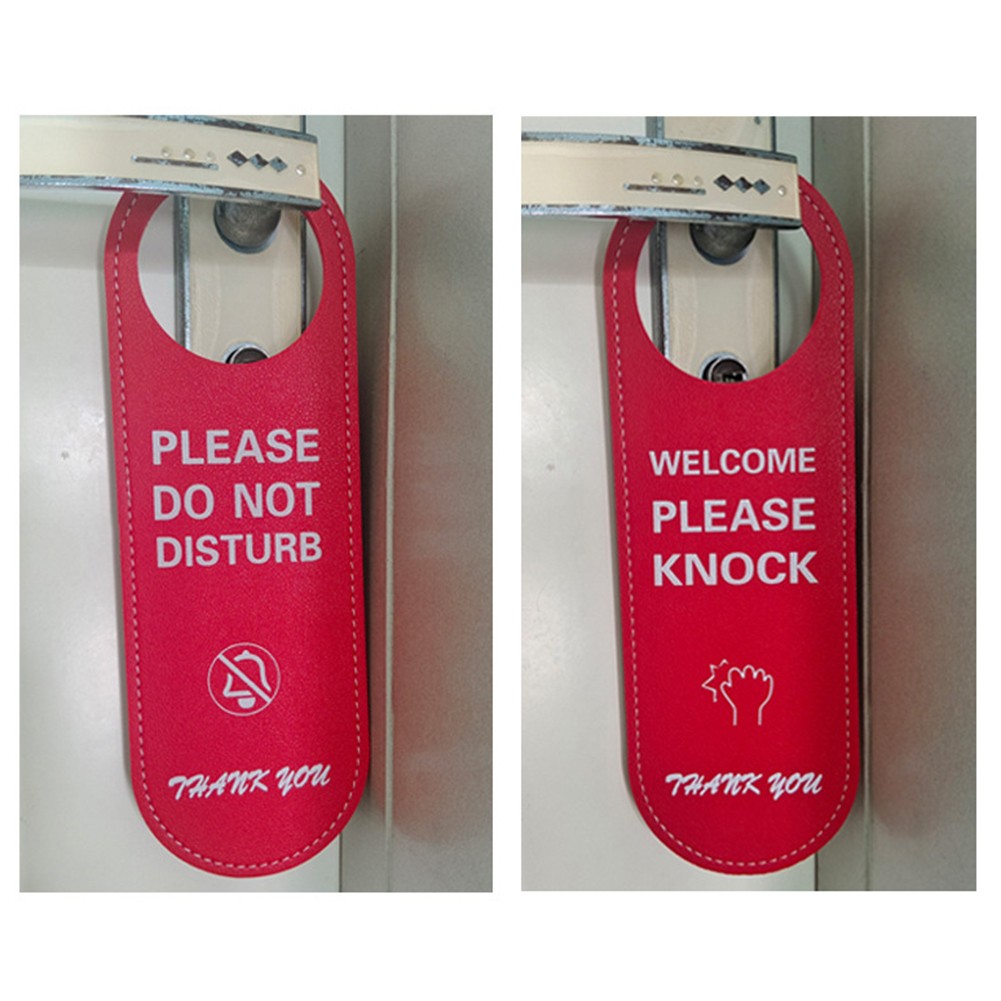 PLEASE
DO NOT
DISTURB
THANK YOU
WELCOME
PLEASE
KNOCK
THANK YOU